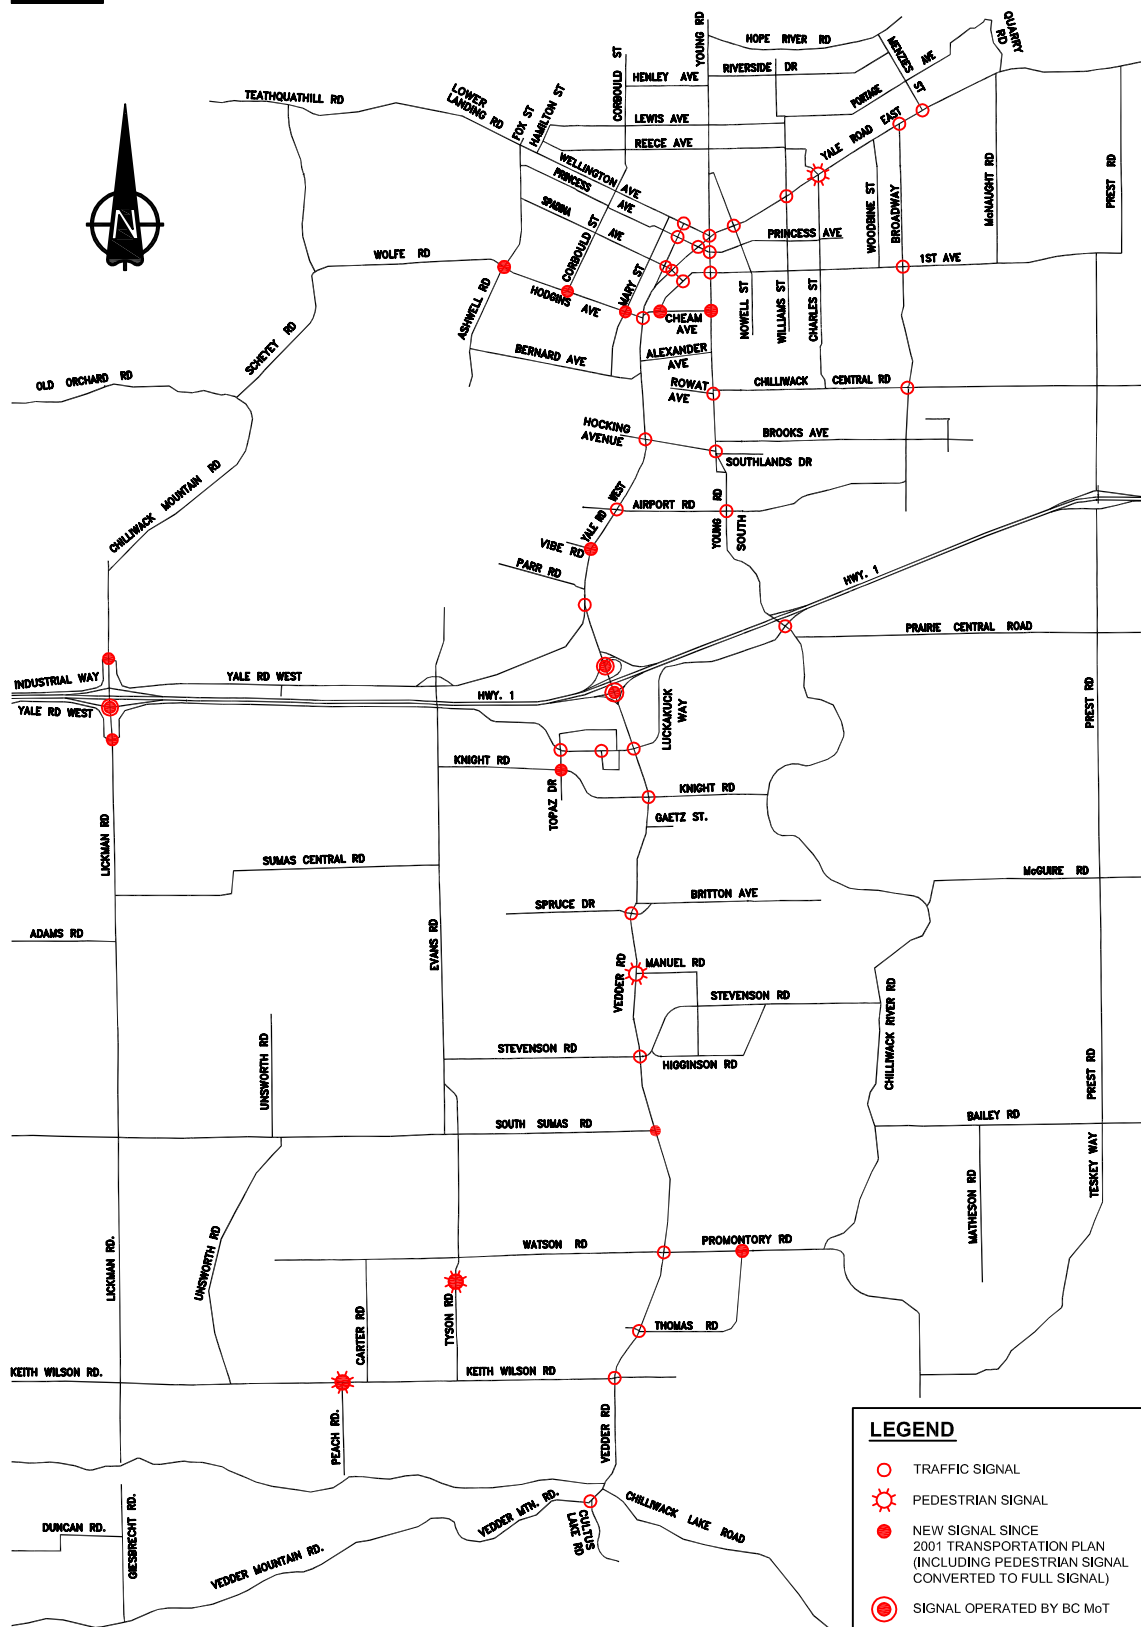 YOUNG RD
HOPE RIVER RD
MENZIES
ST
QUARRY
RD
CORBOULD ST
HENLEY AVE
RIVERSIDE DR
PORTAGE AVE
TEATHQUATHILL RD
LOWER
LANDING RD
FOX ST
HAMILTON ST
LEWIS AVE
REECE AVE
YALE ROAD EAST
WELLINGTON AVE
PRINCESS AVE
SPADINA AVE
PRINCESS AVE
WOODBINE ST
BROADWAY
McNAUGHT RD
PREST RD
WOLFE RD
CORBOULD ST
MARY ST
1ST AVE
ASHWELL RD
HODGINS AVE
CHEAM
AVE
NOWELL ST
WILLIAMS ST
CHARLES ST
SCHEYEY RD
BERNARD AVE
ALEXANDER
AVE
OLD ORCHARD RD
ROWAT
AVE
CHILLIWACK CENTRAL RD
HOCKING
AVENUE
BROOKS AVE
SOUTHLANDS DR
CHILLIWACK MOUNTAIN RD
YALE RD WEST
AIRPORT RD
YOUNG RD
SOUTH
VIBE RD
PARR RD
HWY. 1
PRAIRIE CENTRAL ROAD
INDUSTRIAL WAY
YALE RD WEST
HWY. 1
YALE RD WEST
LUCKAKUCK
WAY
PREST RD
KNIGHT RD
TOPAZ DR
KNIGHT RD
GAETZ ST.
LICKMAN RD
SUMAS CENTRAL RD
McGUIRE RD
SPRUCE DR
BRITTON AVE
ADAMS RD
EVANS RD
VEDDER RD
MANUEL RD
STEVENSON RD
CHILLIWACK RIVER RD
UNSWORTH RD
STEVENSON RD
HIGGINSON RD
PREST RD
SOUTH SUMAS RD
BAILEY RD
TESKEY WAY
MATHESON RD
UNSWORTH RD
LICKMAN RD.
WATSON RD
PROMONTORY RD
CARTER RD
TYSON RD
THOMAS RD
KEITH WILSON RD.
KEITH WILSON RD
PEACH RD.
VEDDER RD
GIESBRECHT RD.
DUNCAN RD.
VEDDER MTN. RD.
CULTUS
LAKE RD
CHILLIWACK LAKE ROAD
VEDDER MOUNTAIN RD.
N
LEGEND
TRAFFIC SIGNAL
PEDESTRIAN SIGNAL
NEW SIGNAL SINCE
2001 TRANSPORTATION PLAN
(INCLUDING PEDESTRIAN SIGNAL
CONVERTED TO FULL SIGNAL)
SIGNAL OPERATED BY BC MoT